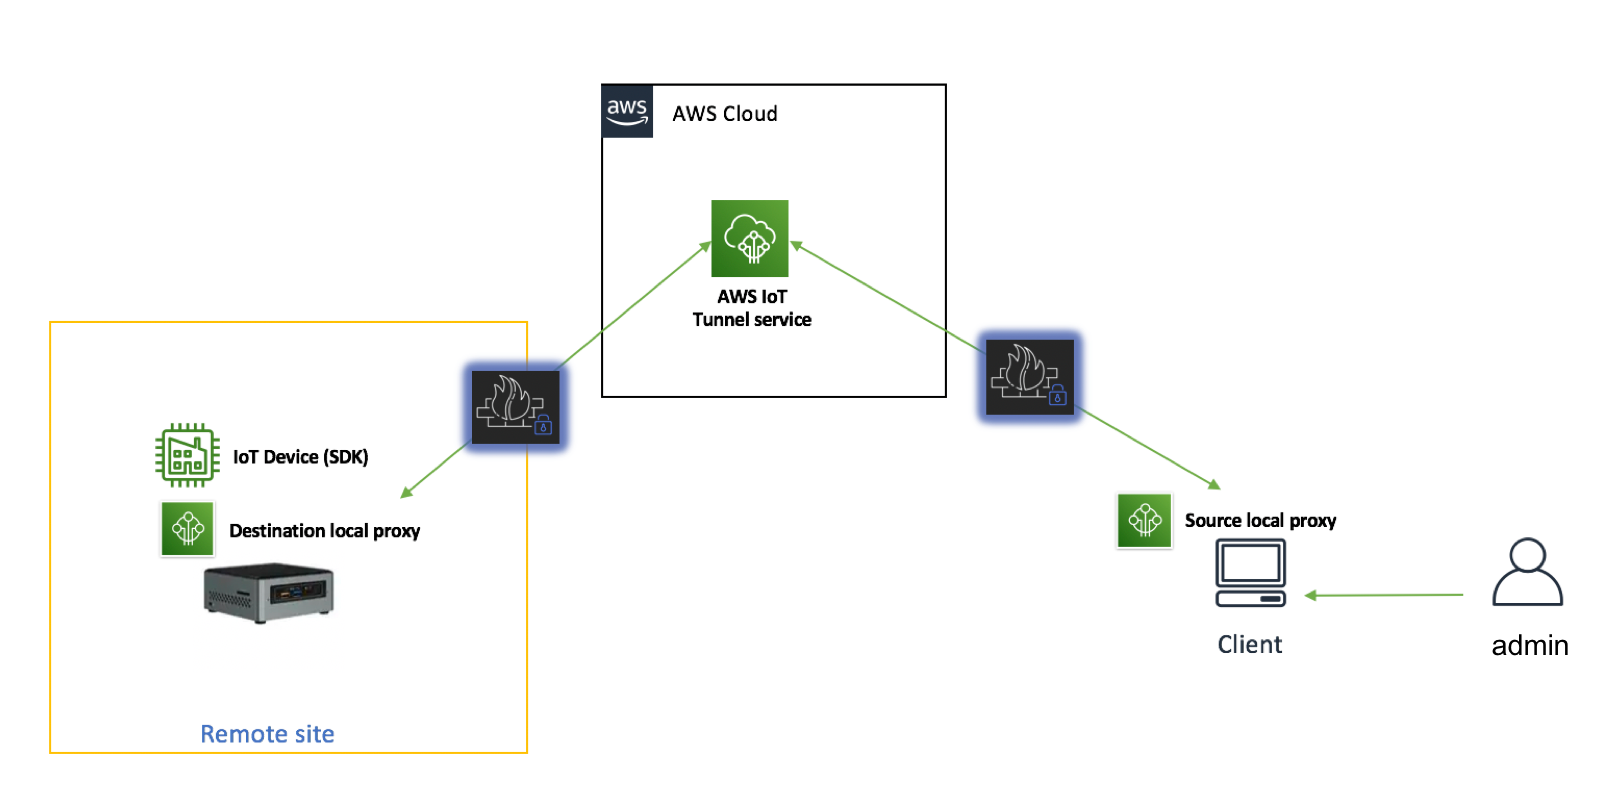 aws
AWS Cloud
AWS IoT
Tunnel service
IoT Device (SDK)
Destination local proxy
Source local proxy
Client
admin
Remote site